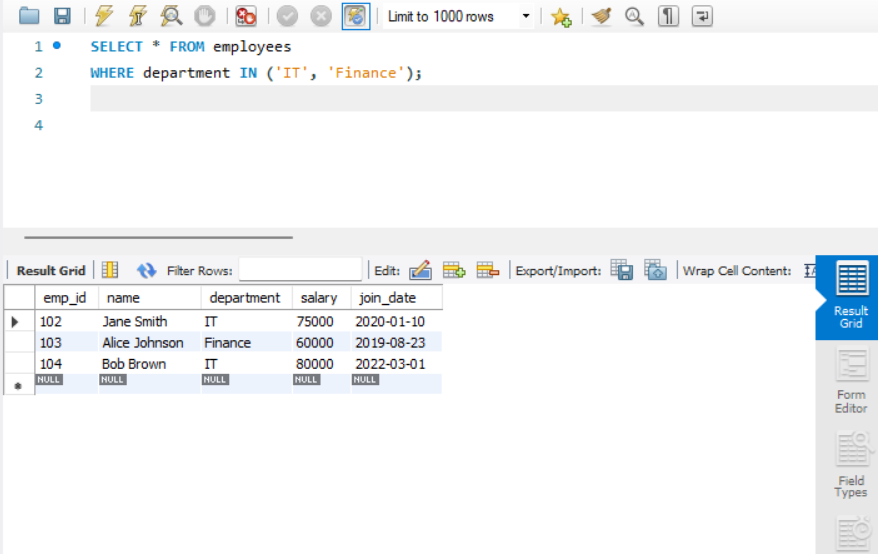 Limit to 1000 rows
1 SELECT * FROM employees
2 WHERE department IN ('IT', 'Finance');
3
4
Result Grid Filter Rows: Edit: Export/Import: Wrap Cell Content:
emp_id name department salary join_date
102 Jane Smith IT 75000 2020-01-10
103 Alice Johnson Finance 60000 2019-08-23
104 Bob Brown IT 80000 2022-03-01
NULL NULL NULL NULL NULL
Result
Grid
Form
Editor
Field
Types